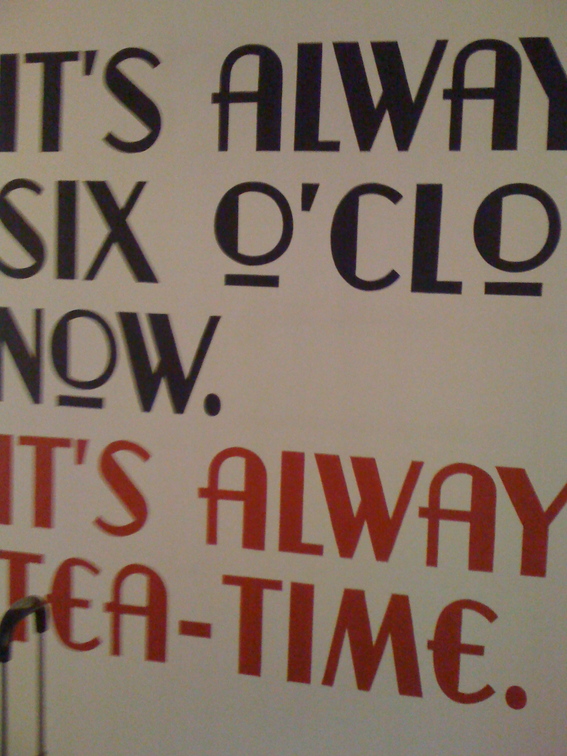 IT'S ALWAY
SIX O'CLO
NOW.
IT'S ALWAY
TEA-TIME.